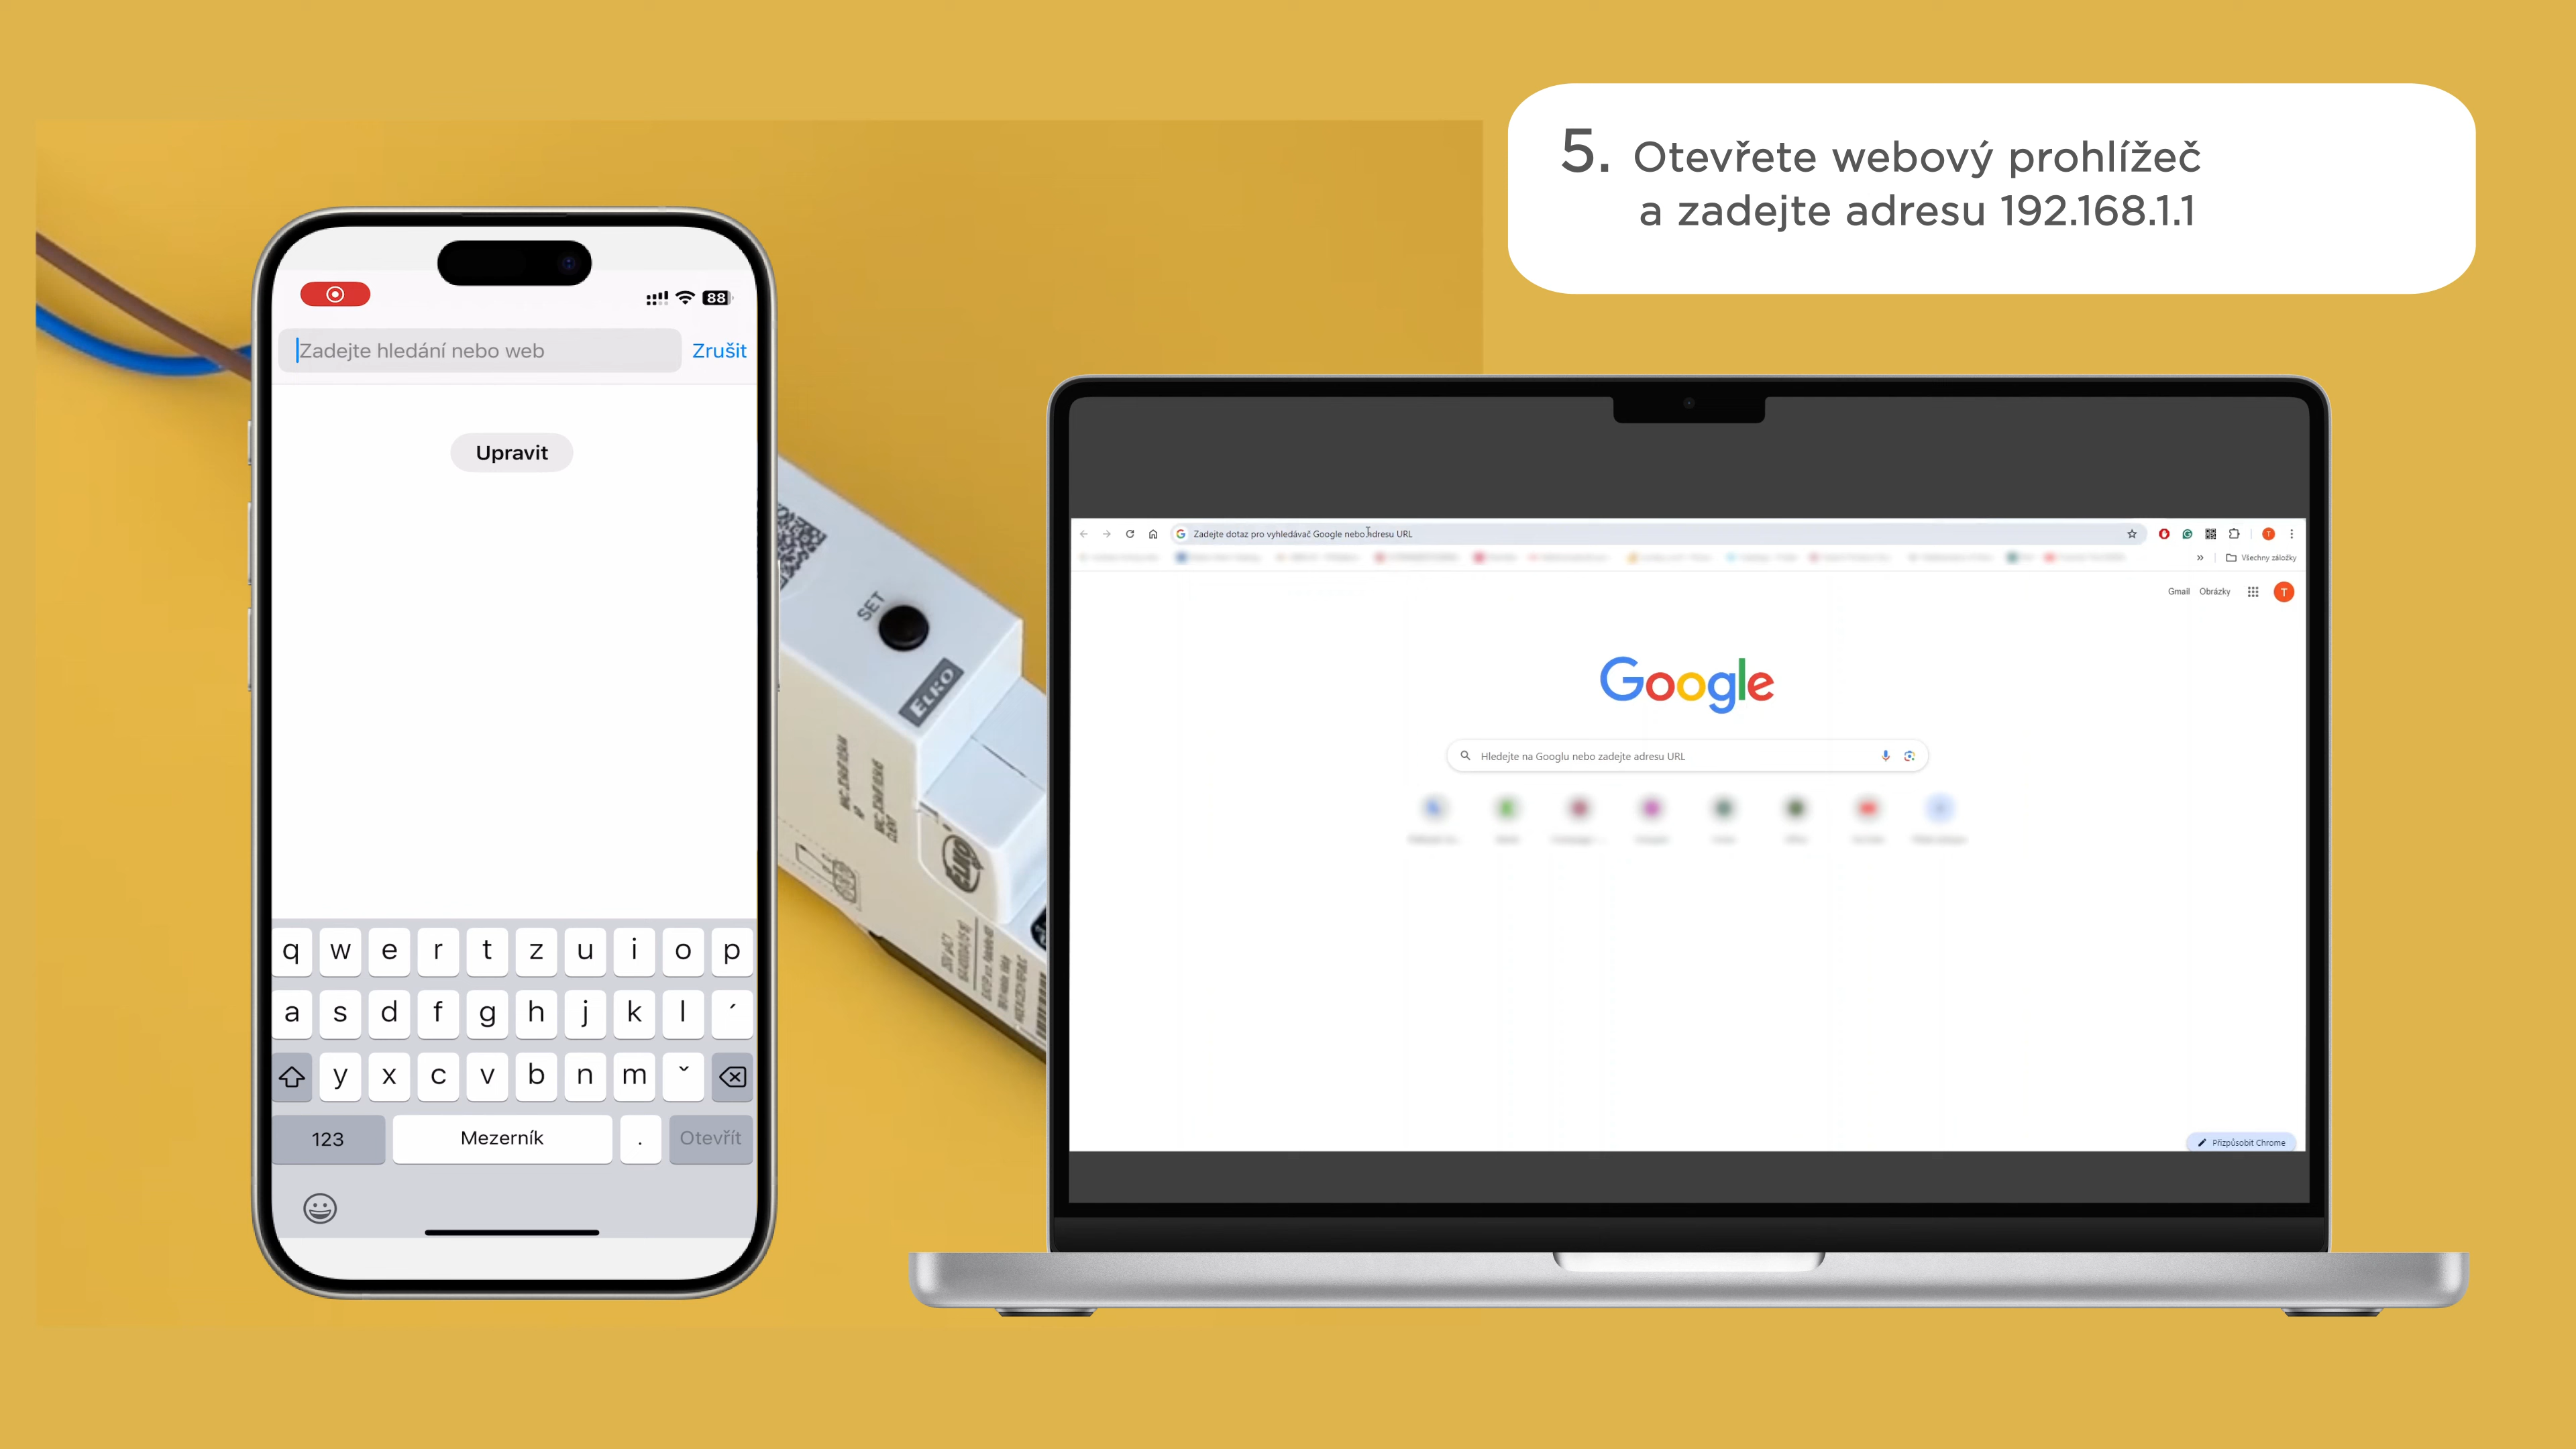 5. Otevřete webový prohlížeč
a zadejte adresu 192.168.1.1
88
Zadejte hledání nebo web
Zrušit
Upravit
q w e r t z u i o p
a s d f g h j k l ´
y x c v b n m ˇ
123 Mezerník . Otevřít
SET
ELKO
ELKO
Zadejte dotaz pro vyhledávač Google nebo adresu URL
T
Všechny záložky
Gmail Obrázky T
Google
Hledejte na Googlu nebo zadejte adresu URL
Přizpůsobit Chrome